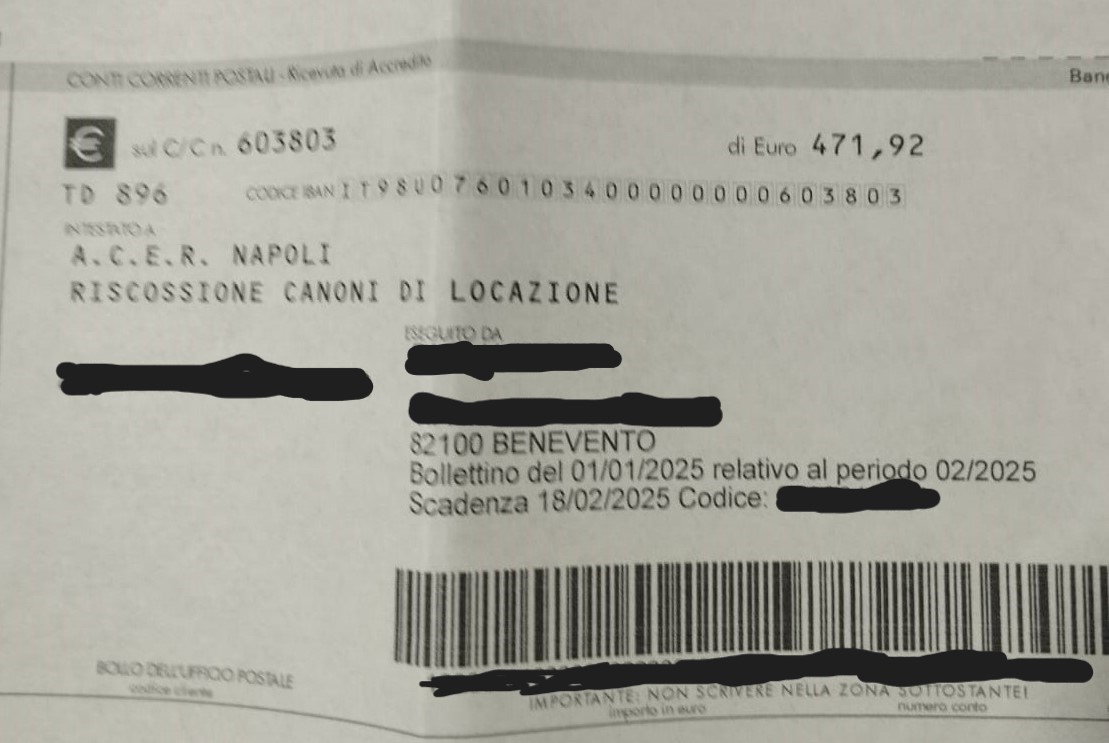 CONTI CORRENTI POSTALI - Ricevuta di Accredito
€ sul C/C n. 603803 di Euro 471,92
TD 896 CODICE IBAN IT98U0760103400000000603803
INTESTATO A
A.C.E.R. NAPOLI
RISCOSSIONE CANONI DI LOCAZIONE
ESEGUITO DA
82100 BENEVENTO
Bollettino del 01/01/2025 relativo al periodo 02/2025
Scadenza 18/02/2025 Codice:
BOLLO DELL'UFFICIO POSTALE
codice cliente
IMPORTANTE: NON SCRIVERE NELLA ZONA SOTTOSTANTE!
importo in euro numero conto